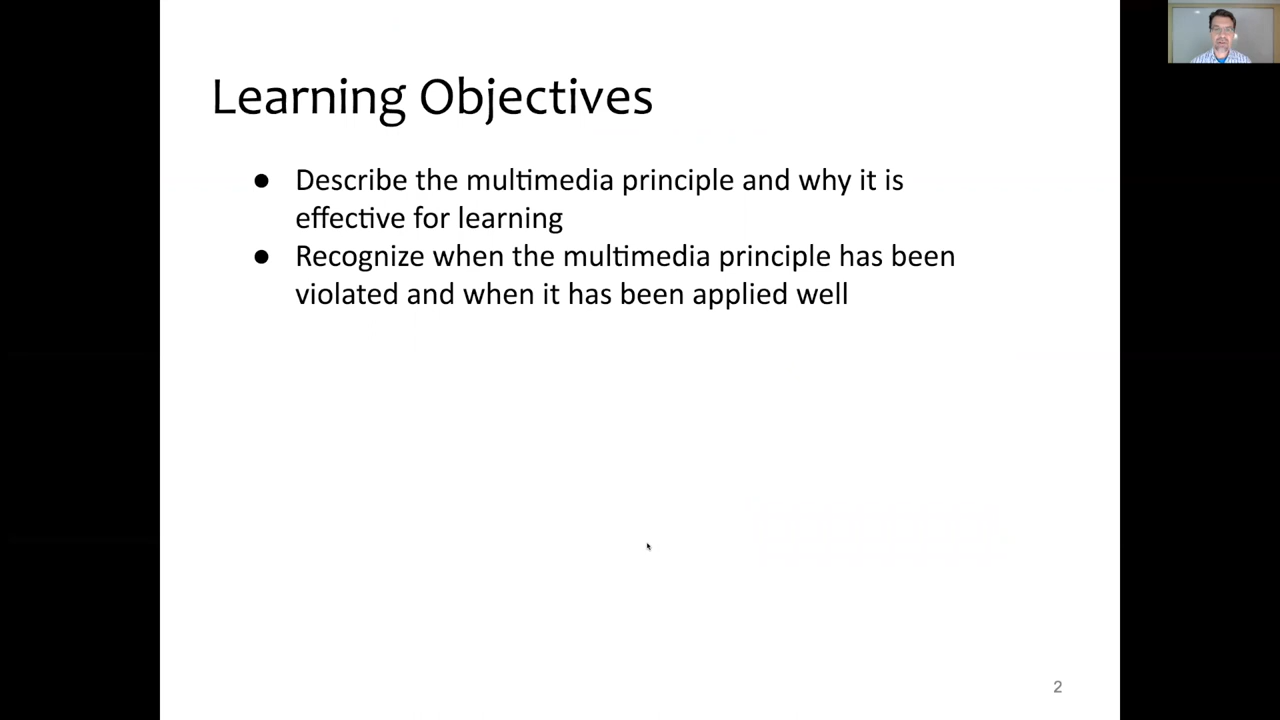 Learning Objectives
● Describe the multimedia principle and why it is
effective for learning
● Recognize when the multimedia principle has been
violated and when it has been applied well
2